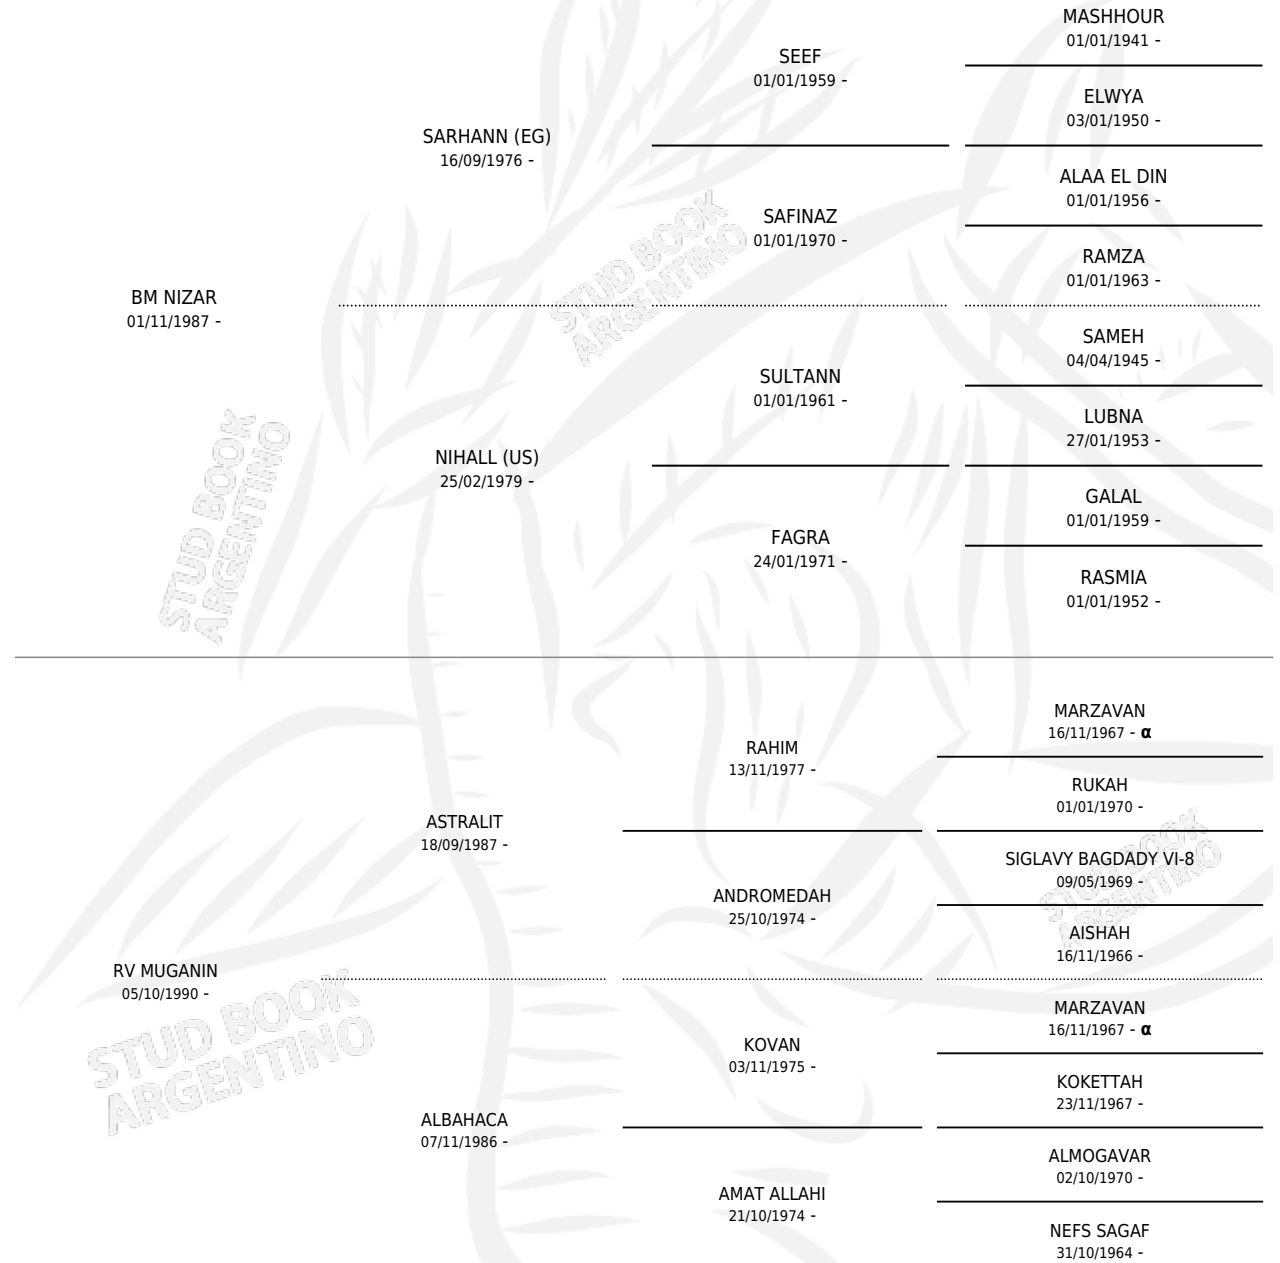 MASHHOUR
01/01/1941 -
SEEF
01/01/1959 -
ELWYA
03/01/1950 -
SARHANN (EG)
16/09/1976 -
ALAA EL DIN
01/01/1956 -
SAFINAZ
01/01/1970 -
RAMZA
01/01/1963 -
BM NIZAR
01/11/1987 -
SAMEH
04/04/1945 -
SULTANN
01/01/1961 -
LUBNA
27/01/1953 -
NIHALL (US)
25/02/1979 -
GALAL
01/01/1959 -
FAGRA
24/01/1971 -
RASMIA
01/01/1952 -
MARZAVAN
16/11/1967 - α
RAHIM
13/11/1977 -
RUKAH
01/01/1970 -
ASTRALIT
18/09/1987 -
SIGLAVY BAGDADY VI-8
09/05/1969 -
ANDROMEDAH
25/10/1974 -
AISHAH
16/11/1966 -
RV MUGANIN
05/10/1990 -
MARZAVAN
16/11/1967 - α
KOVAN
03/11/1975 -
KOKETTAH
23/11/1967 -
ALBAHACA
07/11/1986 -
ALMOGAVAR
02/10/1970 -
AMAT ALLAHI
21/10/1974 -
NEFS SAGAF
31/10/1964 -
STUD BOOK
ARGENTINO
STUD BOOK
ARGENTINO
STUD BOOK
ARGENTINO
STUD BOOK
ARGENTINO